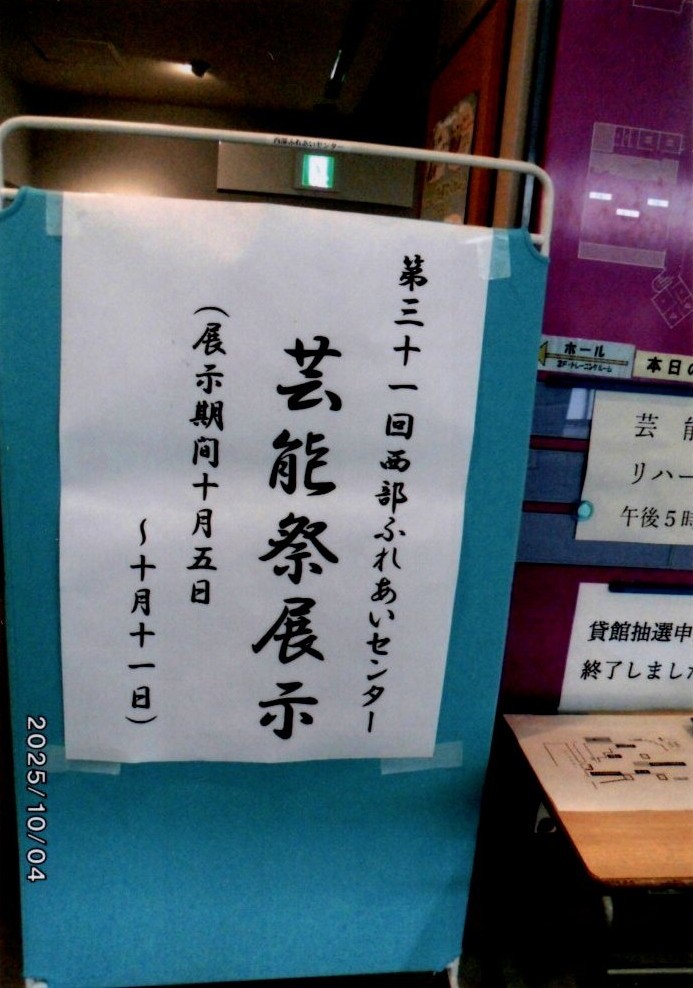 第三十一回西部ふれあいセンター
芸能祭展示
(展示期間十月五日
～十月十一日)
2025/10/04
ホール
本日の
芸能
リハー
午後5時
貸館抽選申
終了しました